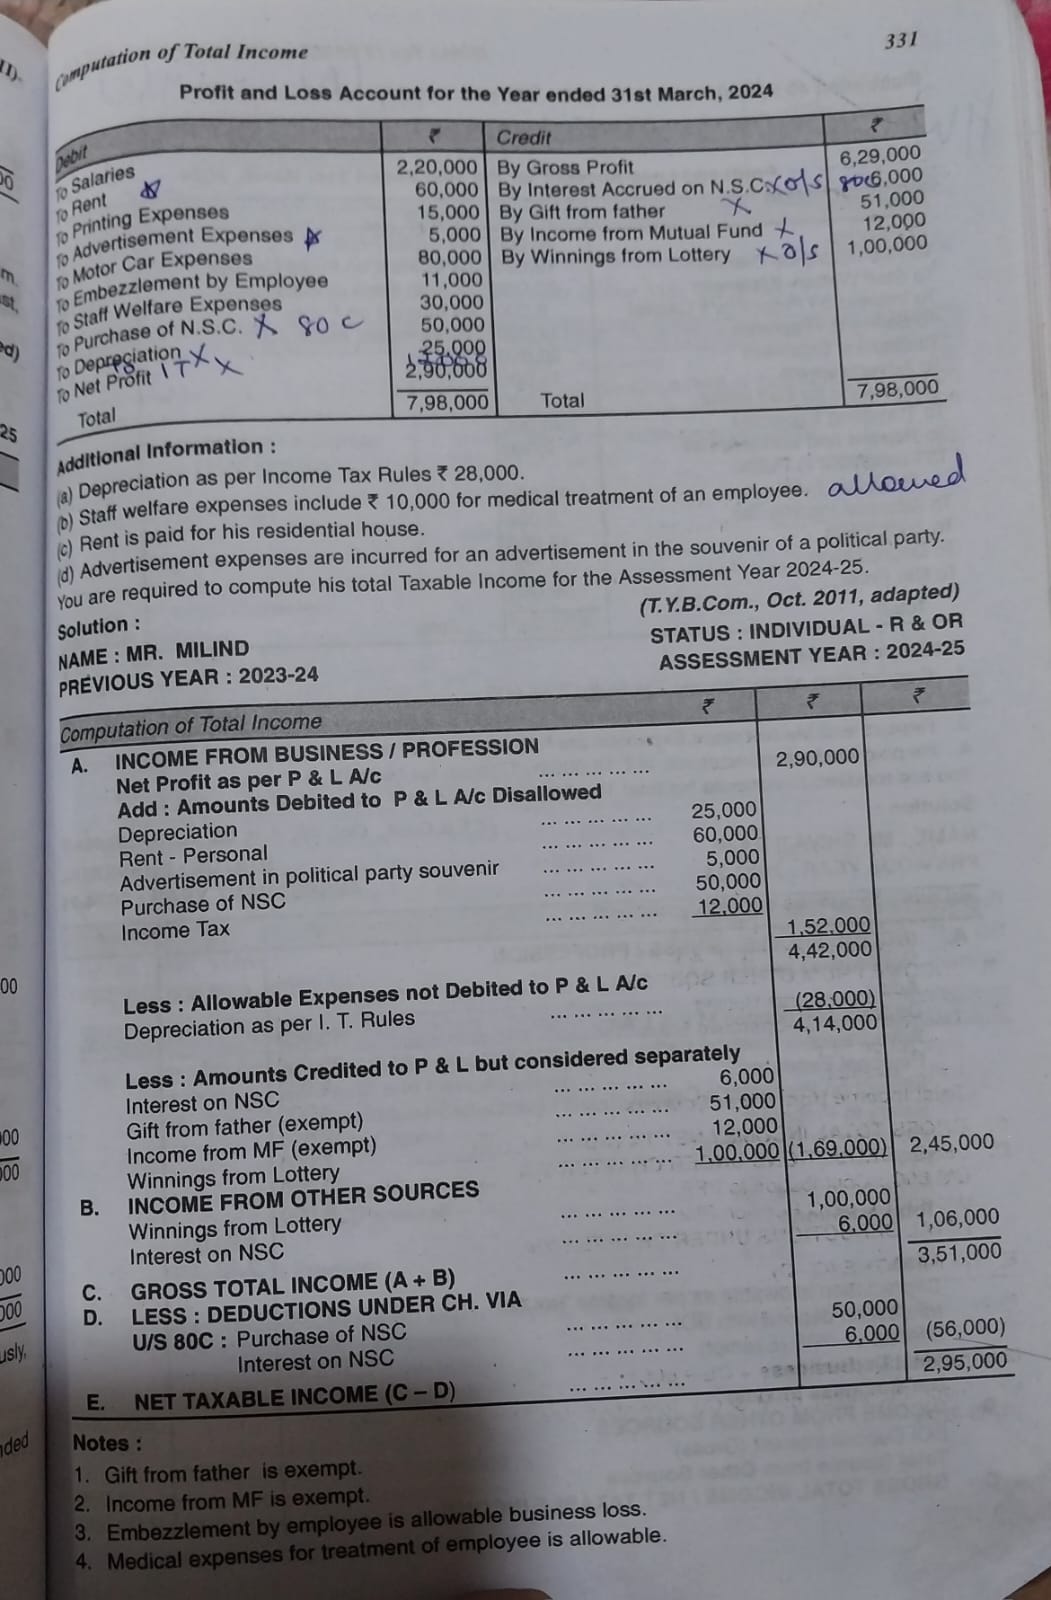 Computation of Total Income 331
Profit and Loss Account for the Year ended 31st March, 2024
Debit ₹ Credit ₹
To Salaries 2,20,000 By Gross Profit 6,29,000
To Rent 60,000 By Interest Accrued on N.S.C. X o/s 80c 6,000
To Printing Expenses 15,000 By Gift from father X 51,000
To Advertisement Expenses 5,000 By Income from Mutual Fund X 12,000
To Motor Car Expenses 80,000 By Winnings from Lottery X o/s 1,00,000
To Embezzlement by Employee 11,000
To Staff Welfare Expenses 30,000
To Purchase of N.S.C. X 80 C 50,000
To Depreciation X 25,000
To IT X
To Net Profit 2,90,000
Total 7,98,000 Total 7,98,000
Additional Information :
(a) Depreciation as per Income Tax Rules ₹ 28,000.
(b) Staff welfare expenses include ₹ 10,000 for medical treatment of an employee. allowed
(c) Rent is paid for his residential house.
(d) Advertisement expenses are incurred for an advertisement in the souvenir of a political party.
You are required to compute his total Taxable Income for the Assessment Year 2024-25.
(T.Y.B.Com., Oct. 2011, adapted)
Solution :
NAME : MR. MILIND STATUS : INDIVIDUAL - R & OR
PREVIOUS YEAR : 2023-24 ASSESSMENT YEAR : 2024-25
Computation of Total Income ₹ ₹ ₹
A. INCOME FROM BUSINESS / PROFESSION
Net Profit as per P & L A/c ... ... ... ... ... 2,90,000
Add : Amounts Debited to P & L A/c Disallowed
Depreciation ... ... ... ... ... 25,000
Rent - Personal ... ... ... ... ... 60,000
Advertisement in political party souvenir ... ... ... ... ... 5,000
Purchase of NSC ... ... ... ... ... 50,000
Income Tax ... ... ... ... ... 12,000 1,52,000
4,42,000
Less : Allowable Expenses not Debited to P & L A/c
Depreciation as per I. T. Rules ... ... ... ... ... (28,000)
4,14,000
Less : Amounts Credited to P & L but considered separately
Interest on NSC ... ... ... ... ... 6,000
Gift from father (exempt) ... ... ... ... ... 51,000
Income from MF (exempt) ... ... ... ... ... 12,000
Winnings from Lottery ... ... ... ... ... 1,00,000 (1,69,000) 2,45,000
B. INCOME FROM OTHER SOURCES
Winnings from Lottery ... ... ... ... ... 1,00,000
Interest on NSC ... ... ... ... ... 6,000 1,06,000
C. GROSS TOTAL INCOME (A + B) ... ... ... ... ... 3,51,000
D. LESS : DEDUCTIONS UNDER CH. VIA
U/S 80C : Purchase of NSC ... ... ... ... ... 50,000
Interest on NSC ... ... ... ... ... 6,000 (56,000)
E. NET TAXABLE INCOME (C – D) ... ... ... ... ... 2,95,000
Notes :
1. Gift from father is exempt.
2. Income from MF is exempt.
3. Embezzlement by employee is allowable business loss.
4. Medical expenses for treatment of employee is allowable.